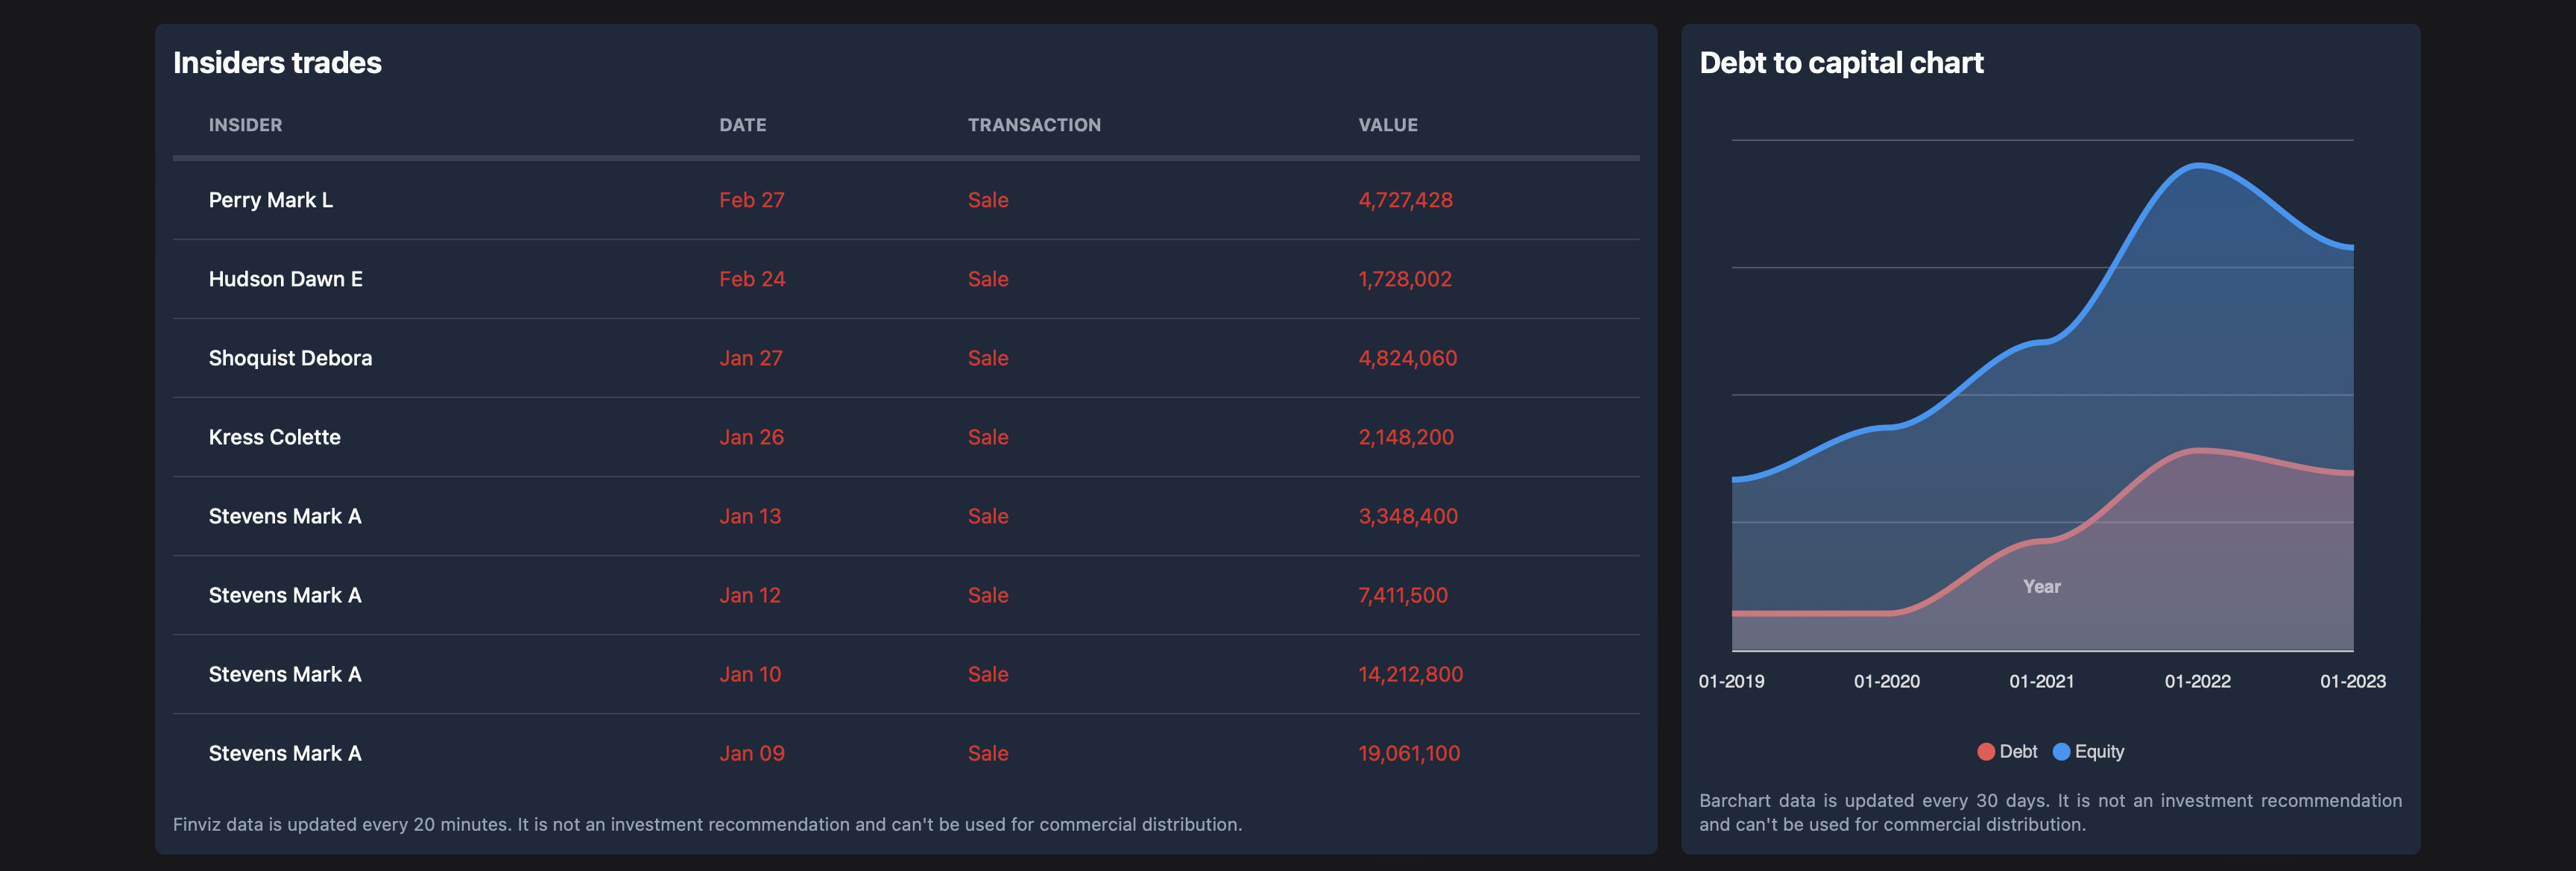 Insiders trades
INSIDER DATE TRANSACTION VALUE
Perry Mark L Feb 27 Sale 4,727,428
Hudson Dawn E Feb 24 Sale 1,728,002
Shoquist Debora Jan 27 Sale 4,824,060
Kress Colette Jan 26 Sale 2,148,200
Stevens Mark A Jan 13 Sale 3,348,400
Stevens Mark A Jan 12 Sale 7,411,500
Stevens Mark A Jan 10 Sale 14,212,800
Stevens Mark A Jan 09 Sale 19,061,100
Finviz data is updated every 20 minutes. It is not an investment recommendation and can't be used for commercial distribution.
Debt to capital chart
Year
01-2019 01-2020 01-2021 01-2022 01-2023
Debt Equity
Barchart data is updated every 30 days. It is not an investment recommendation
and can't be used for commercial distribution.